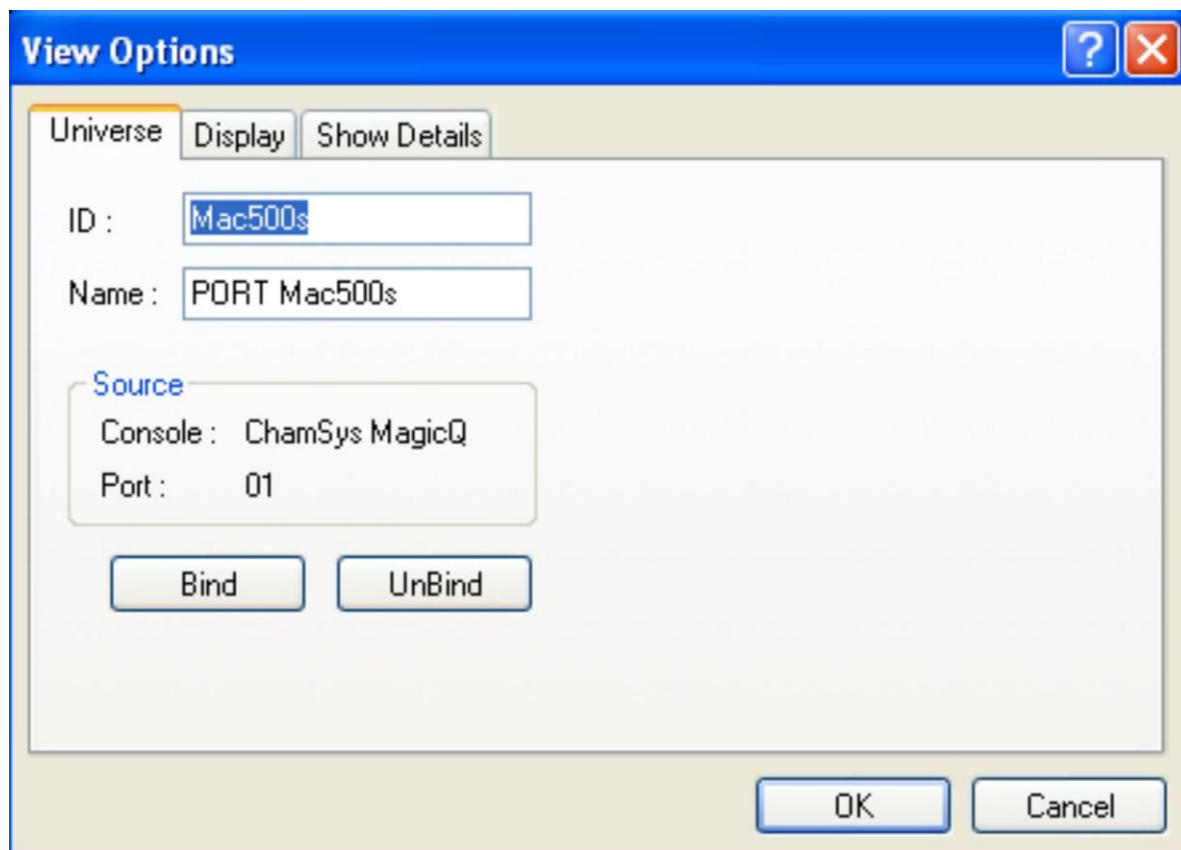 View Options
?
Universe Display Show Details
ID : Mac500s
Name : PORT Mac500s
Source
Console : ChamSys MagicQ
Port : 01
Bind UnBind
OK Cancel